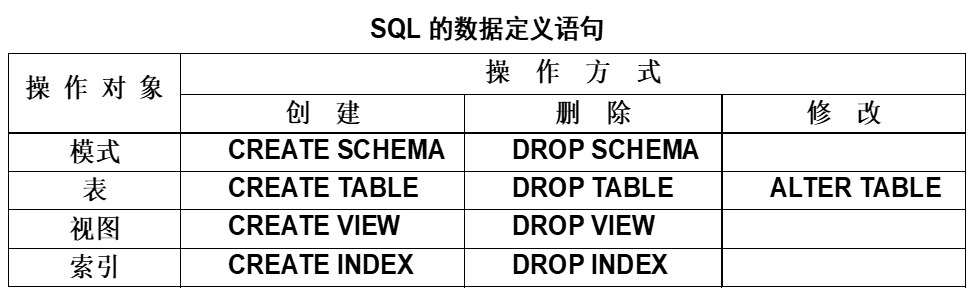 SQL 的数据定义语句
操作对象 操作方式
创建 删除 修改
模式 CREATE SCHEMA DROP SCHEMA
表 CREATE TABLE DROP TABLE ALTER TABLE
视图 CREATE VIEW DROP VIEW
索引 CREATE INDEX DROP INDEX